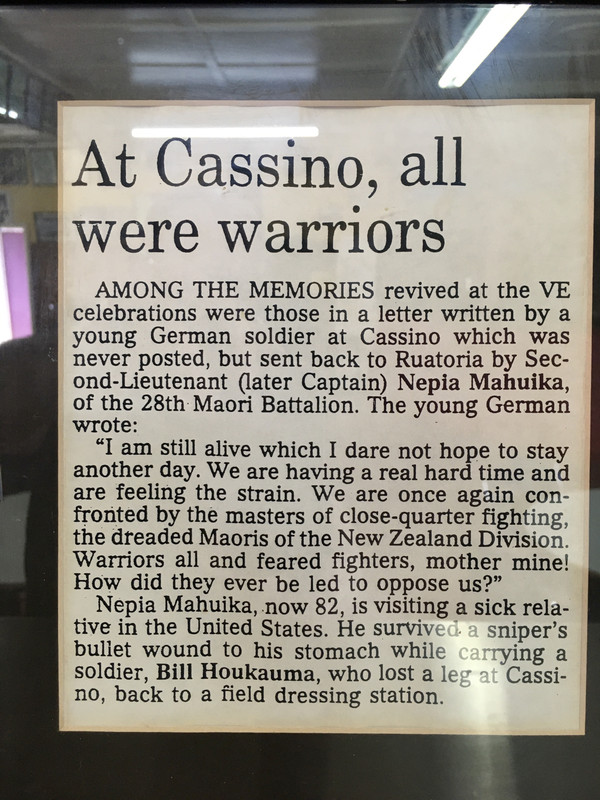 At Cassino, all
were warriors
AMONG THE MEMORIES revived at the VE
celebrations were those in a letter written by a
young German soldier at Cassino which was
never posted, but sent back to Ruatoria by Sec-
ond-Lieutenant (later Captain) Nepia Mahuika,
of the 28th Maori Battalion. The young German
wrote:
“I am still alive which I dare not hope to stay
another day. We are having a real hard time and
are feeling the strain. We are once again con-
fronted by the masters of close-quarter fighting,
the dreaded Maoris of the New Zealand Division.
Warriors all and feared fighters, mother mine!
How did they ever be led to oppose us?”
Nepia Mahuika, now 82, is visiting a sick rela-
tive in the United States. He survived a sniper’s
bullet wound to his stomach while carrying a
soldier, Bill Houkauma, who lost a leg at Cassi-
no, back to a field dressing station.